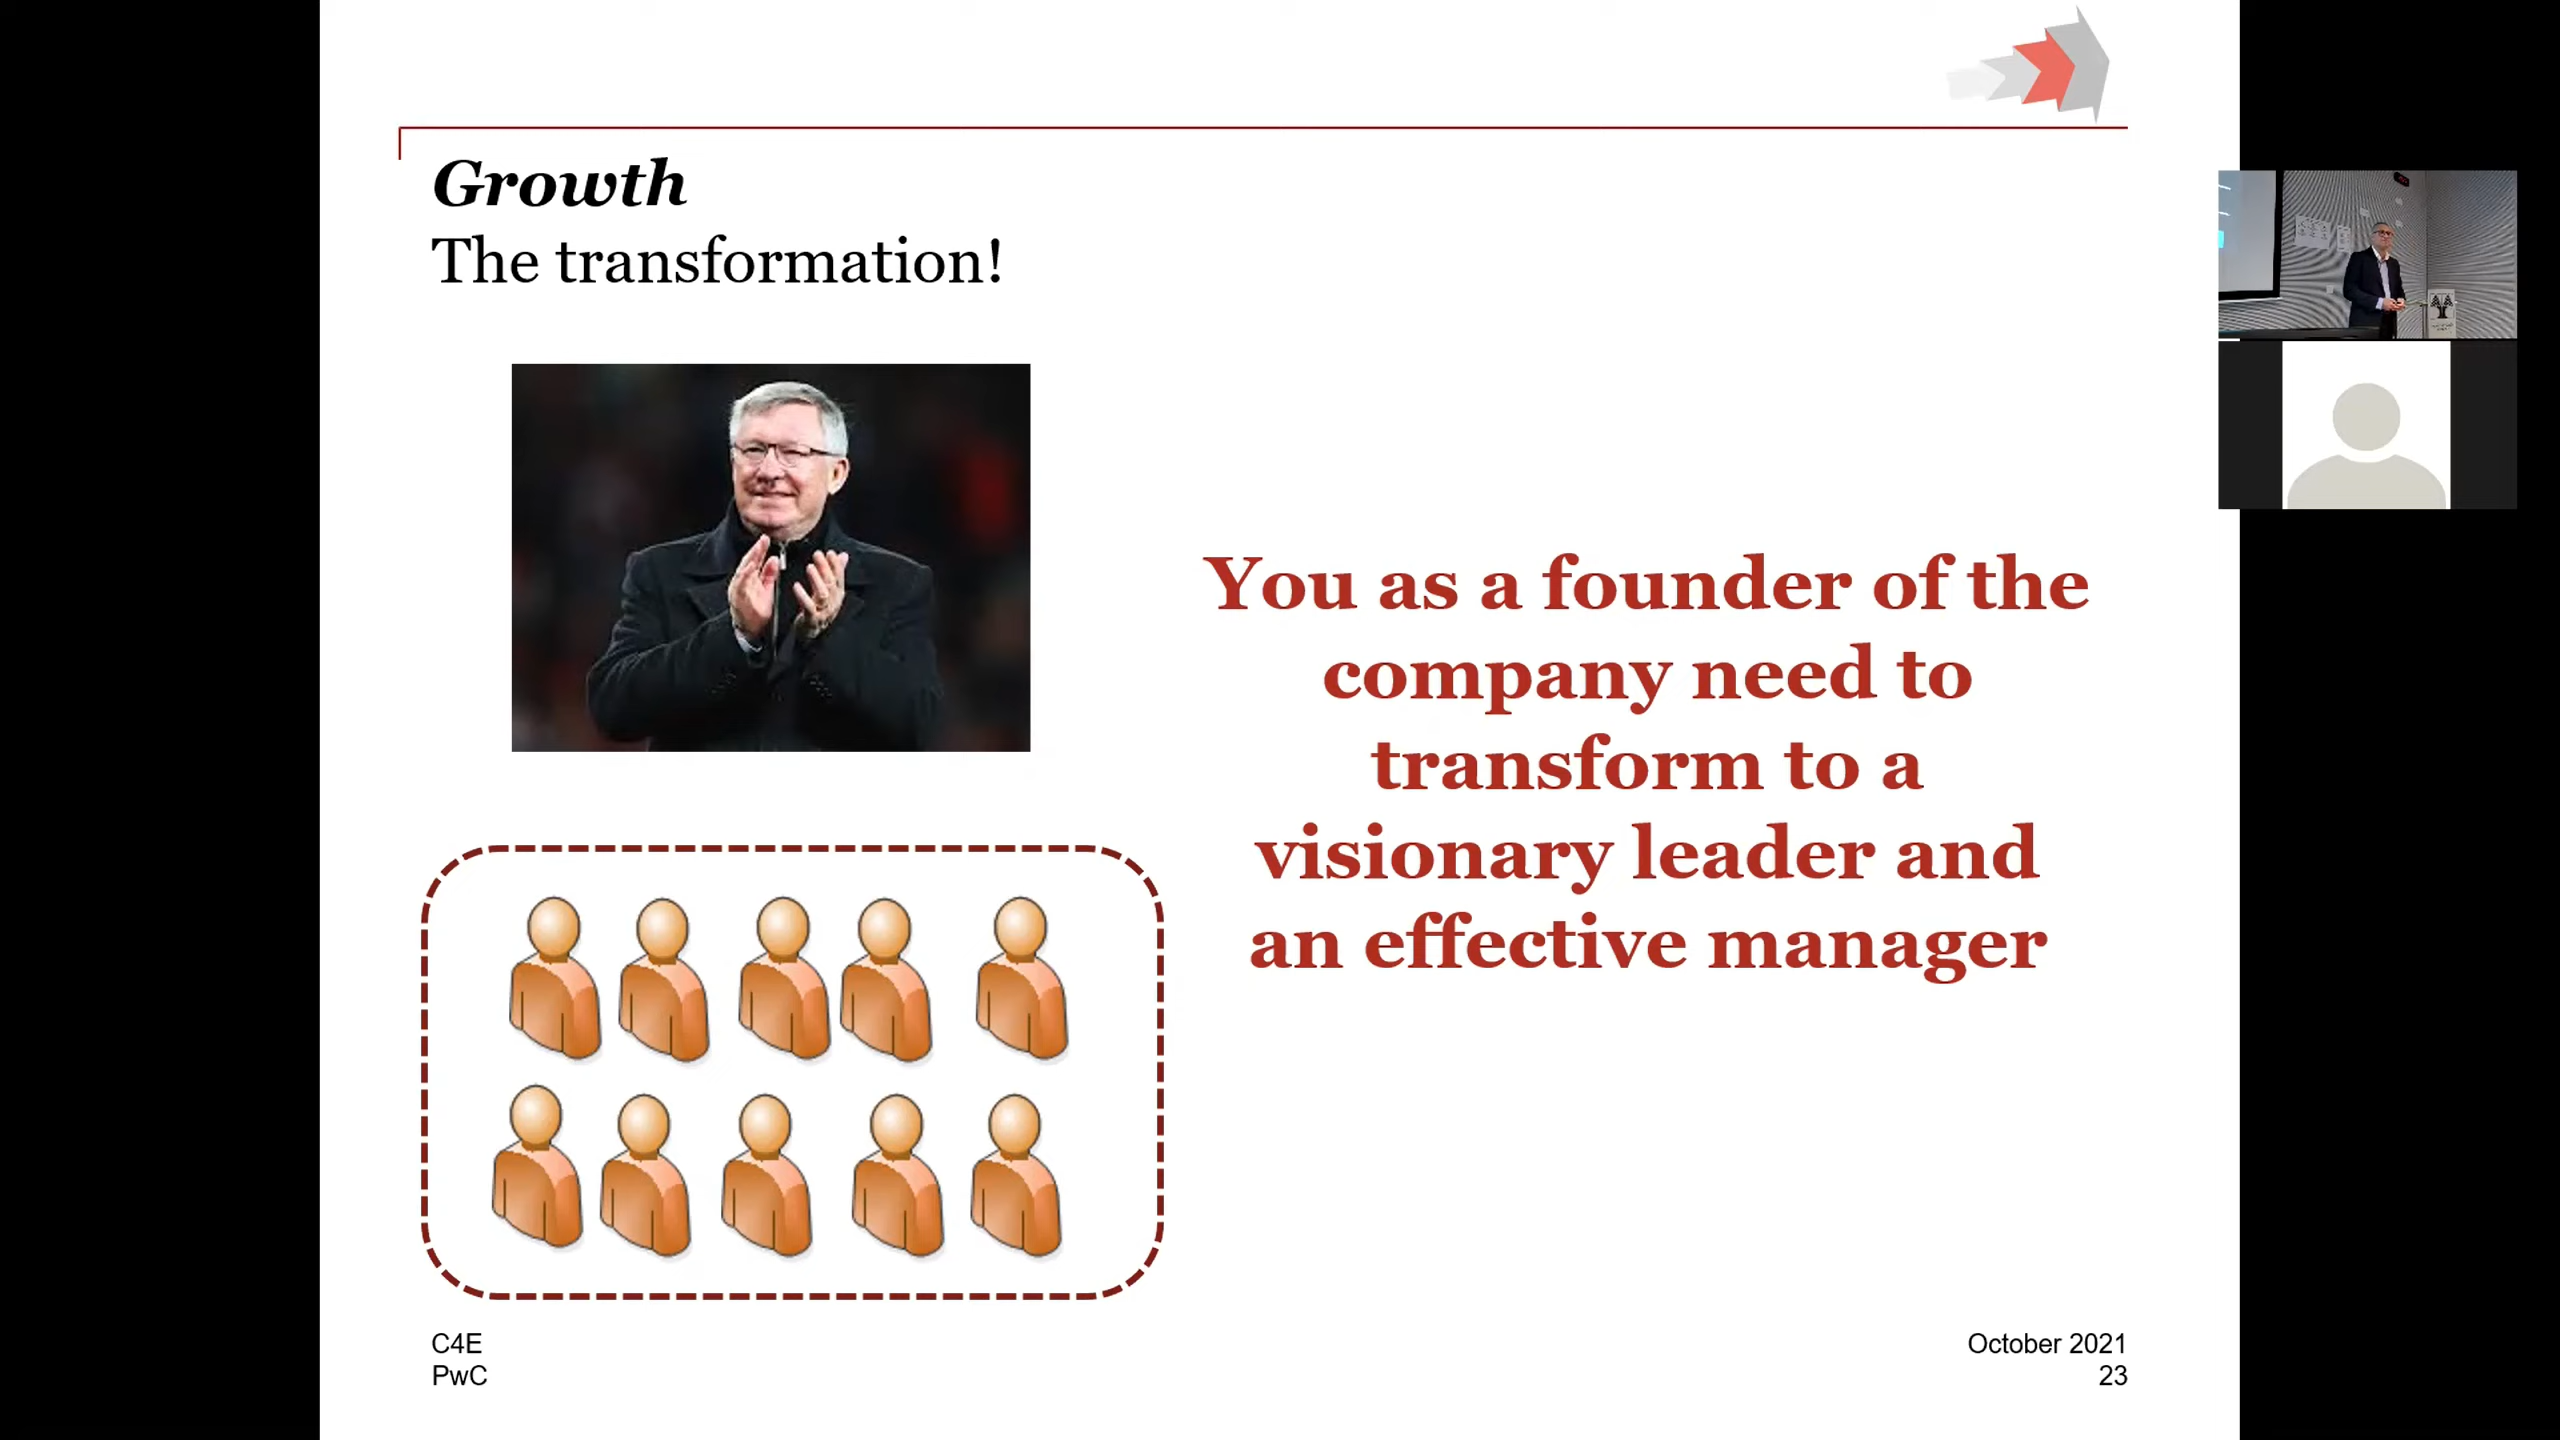 Growth
The transformation!
You as a founder of the
company need to
transform to a
visionary leader and
an effective manager
C4E
PwC
October 2021
23